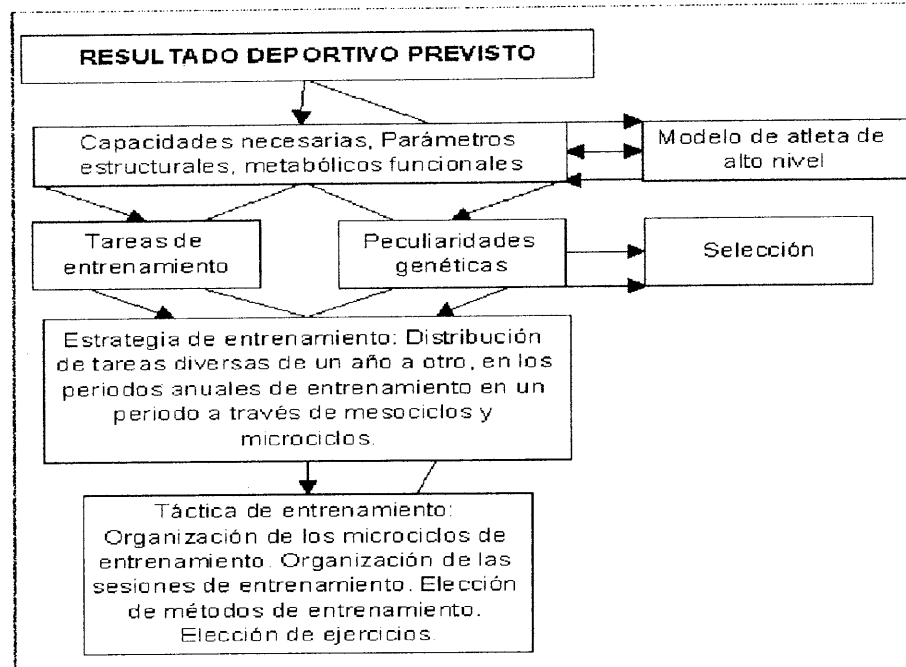 RESULTADO DEPORTIVO PREVISTO
Capacidades necesarias, Parámetros
estructurales, metabólicos funcionales
Modelo de atleta de
alto nivel
Tareas de
entrenamiento
Peculiaridades
genéticas
Selección
Estrategia de entrenamiento: Distribución
de tareas diversas de un año a otro, en los
periodos anuales de entrenamiento en un
periodo a través de mesociclos y
microciclos.
Táctica de entrenamiento:
Organización de los microciclos de
entrenamiento. Organización de las
sesiones de entrenamiento. Elección
de métodos de entrenamiento.
Elección de ejercicios.